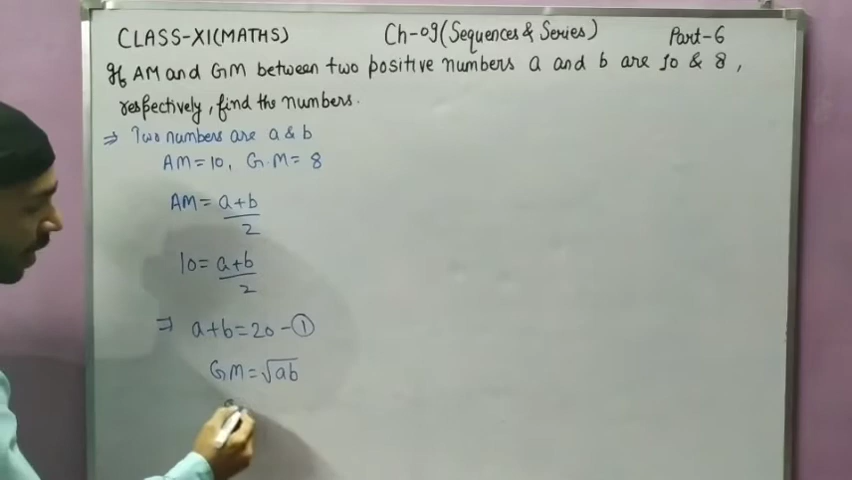 CLASS-XI(MATHS) Ch-09(Sequences & Series) Part-6
If AM and GM between two positive numbers a and b are 10 & 8,
respectively, find the numbers.
⇒ Two numbers are a & b
AM=10, G.M=8
AM=a+b/2
10=a+b/2
⇒ a+b=20-①
GM=√ab